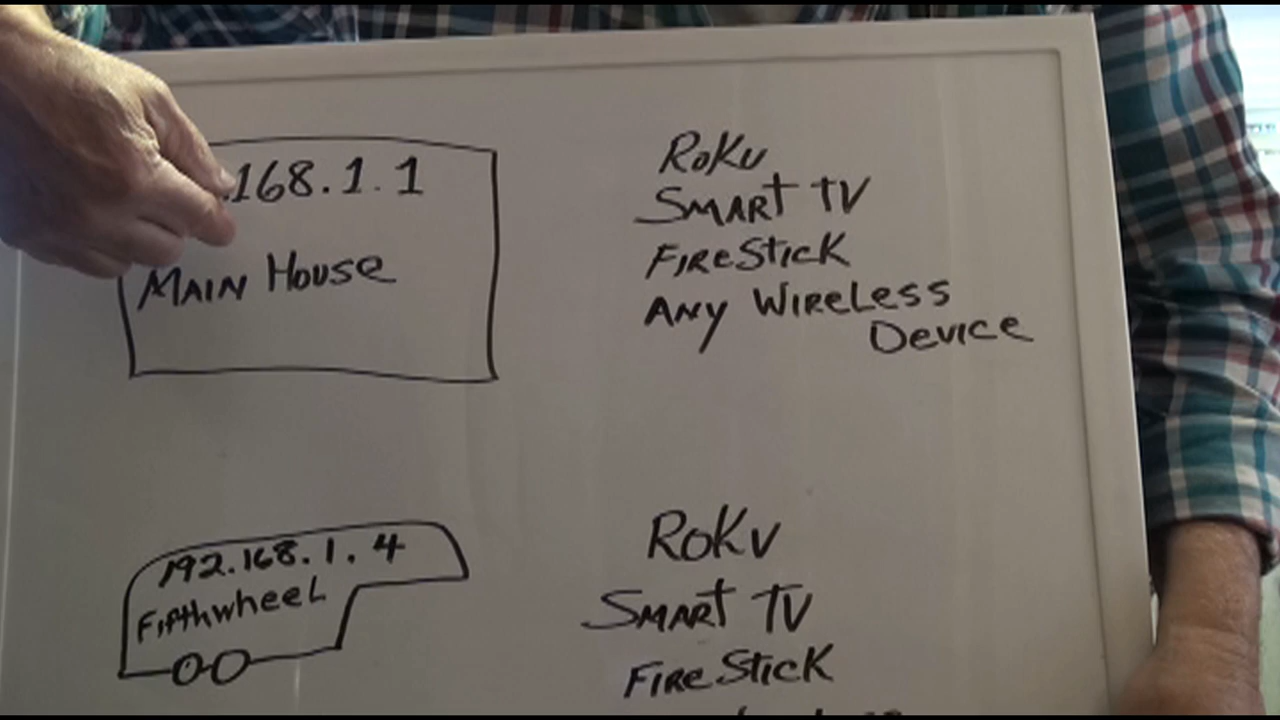 .168.1.1
MAIN HOUSE
ROKU
SMART TV
FIRESTICK
ANY WIRELESS
DEVICE
192.168.1.4
FIFTHWHEEL
ROKU
SMART TV
FIRESTICK